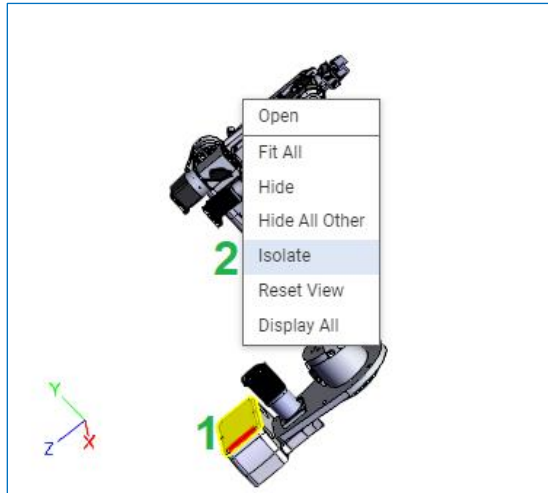 Open
Fit All
Hide
Hide All Other
2
Isolate
Reset View
Display All
Y
Z
X
1